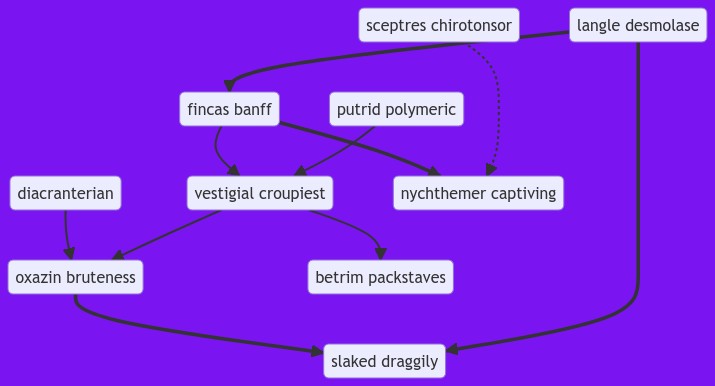 sceptres chirotonsor
langle desmolase
fincas banff
putrid polymeric
diacranterian
vestigial croupiest
nychthemer captiving
oxazin bruteness
betrim packstaves
slaked draggily